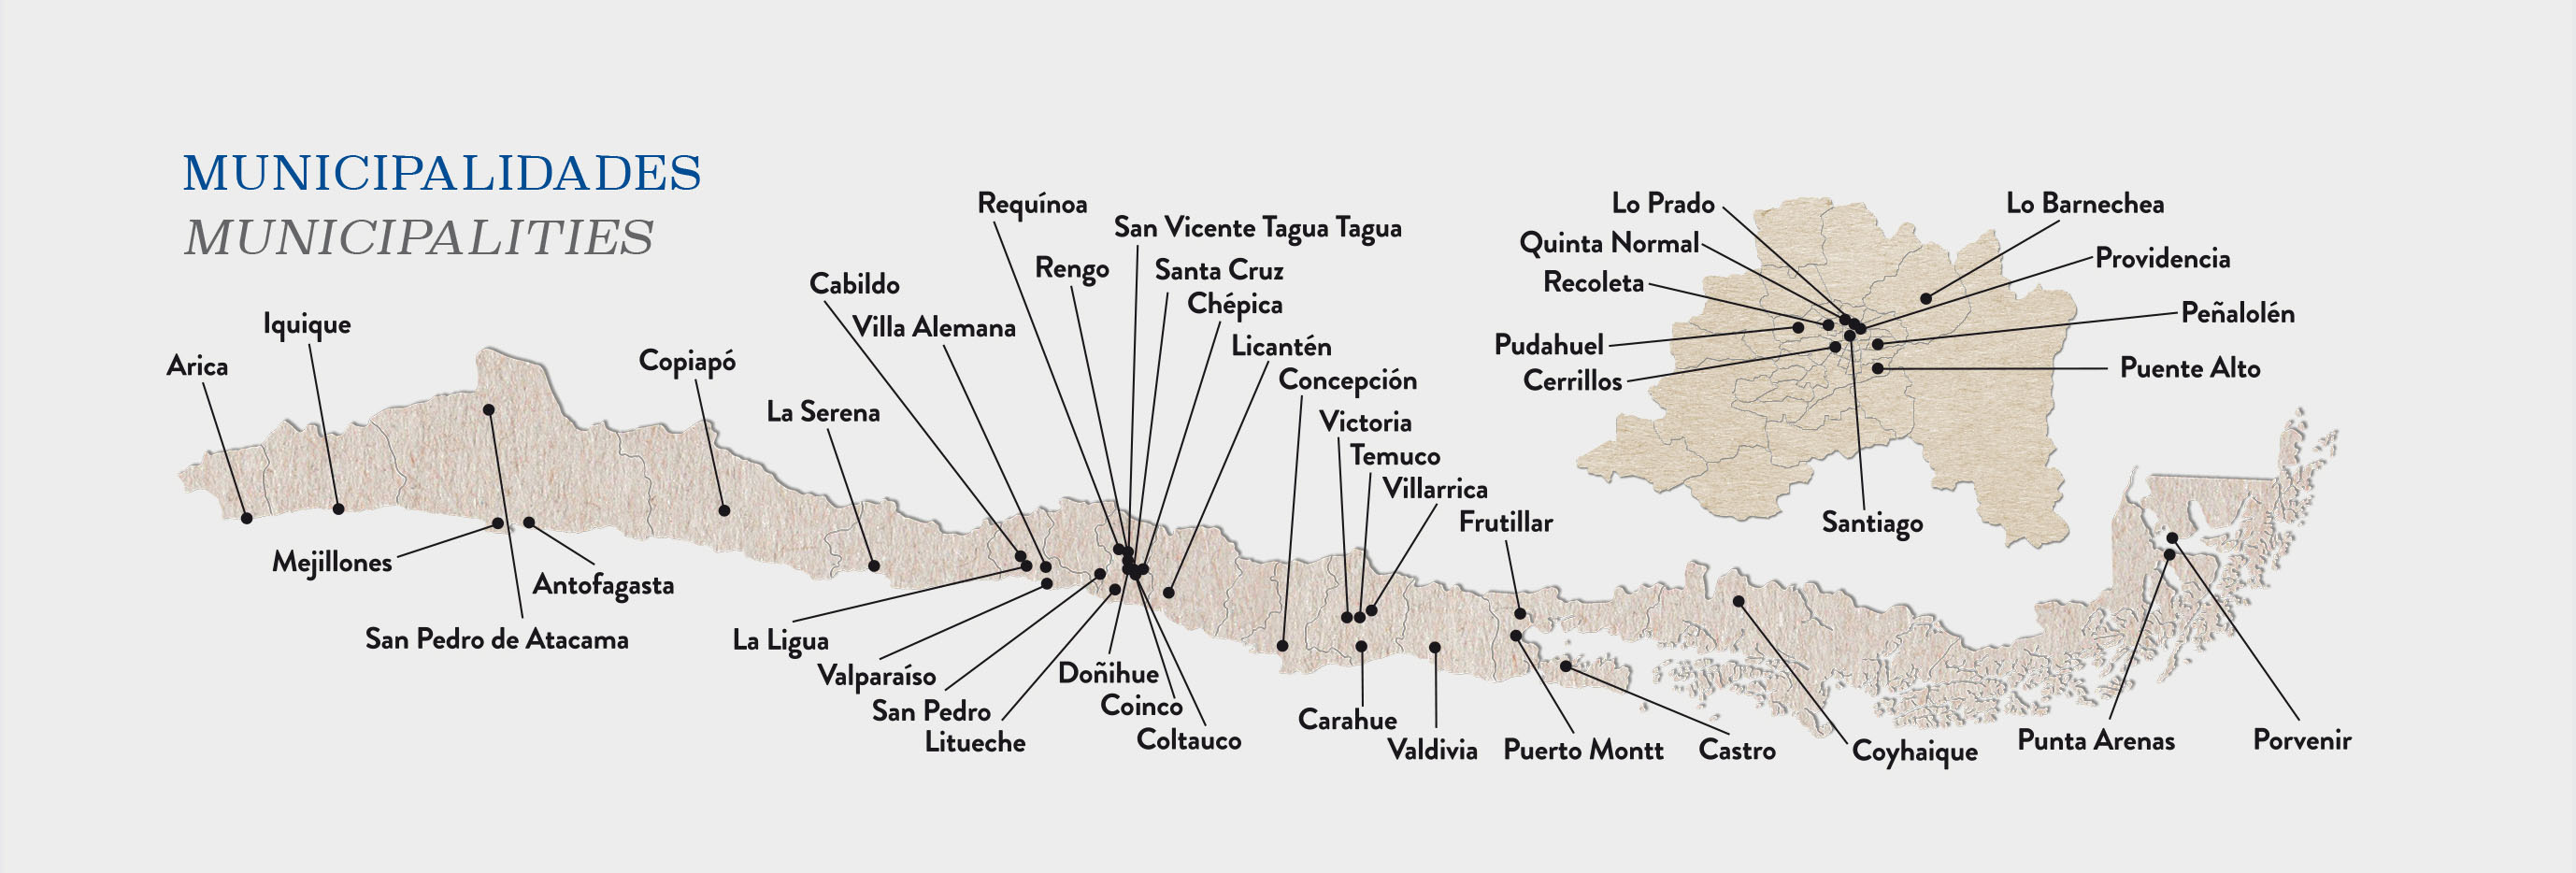 MUNICIPALIDADES
MUNICIPALITIES
Arica
Iquique
Mejillones
San Pedro de Atacama
Antofagasta
Copiapó
La Serena
Cabildo
Villa Alemana
La Ligua
Valparaíso
San Pedro
Litueche
Requínoa
Rengo
San Vicente Tagua Tagua
Santa Cruz
Chépica
Licantén
Doñihue
Coinco
Coltauco
Concepción
Victoria
Temuco
Villarrica
Frutillar
Carahue
Valdivia
Puerto Montt
Castro
Coyhaique
Punta Arenas
Porvenir
Lo Prado
Quinta Normal
Recoleta
Pudahuel
Cerrillos
Lo Barnechea
Providencia
Peñalolén
Puente Alto
Santiago